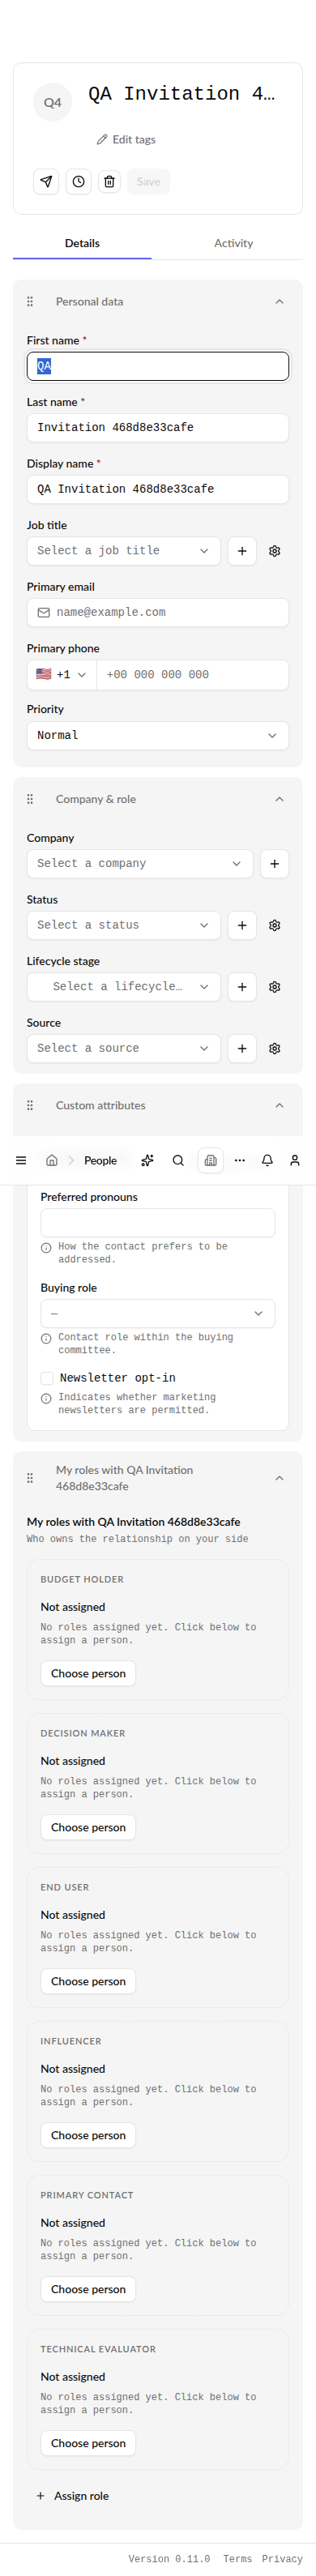 Q4
QA Invitation 4…
Edit tags
Save
Details
Activity
Personal data
First name *
QA
Last name *
Invitation 468d8e33cafe
Display name *
QA Invitation 468d8e33cafe
Job title
Select a job title
Primary email
name@example.com
Primary phone
+1
+00 000 000 000
Priority
Normal
Company & role
Company
Select a company
Status
Select a status
Lifecycle stage
Select a lifecycle…
Source
Select a source
Custom attributes
People
Preferred pronouns
How the contact prefers to be
addressed.
Buying role
—
Contact role within the buying
committee.
Newsletter opt-in
Indicates whether marketing
newsletters are permitted.
My roles with QA Invitation
468d8e33cafe
My roles with QA Invitation 468d8e33cafe
Who owns the relationship on your side
BUDGET HOLDER
Not assigned
No roles assigned yet. Click below to
assign a person.
Choose person
DECISION MAKER
Not assigned
No roles assigned yet. Click below to
assign a person.
Choose person
END USER
Not assigned
No roles assigned yet. Click below to
assign a person.
Choose person
INFLUENCER
Not assigned
No roles assigned yet. Click below to
assign a person.
Choose person
PRIMARY CONTACT
Not assigned
No roles assigned yet. Click below to
assign a person.
Choose person
TECHNICAL EVALUATOR
Not assigned
No roles assigned yet. Click below to
assign a person.
Choose person
Assign role
Version 0.11.0 Terms Privacy